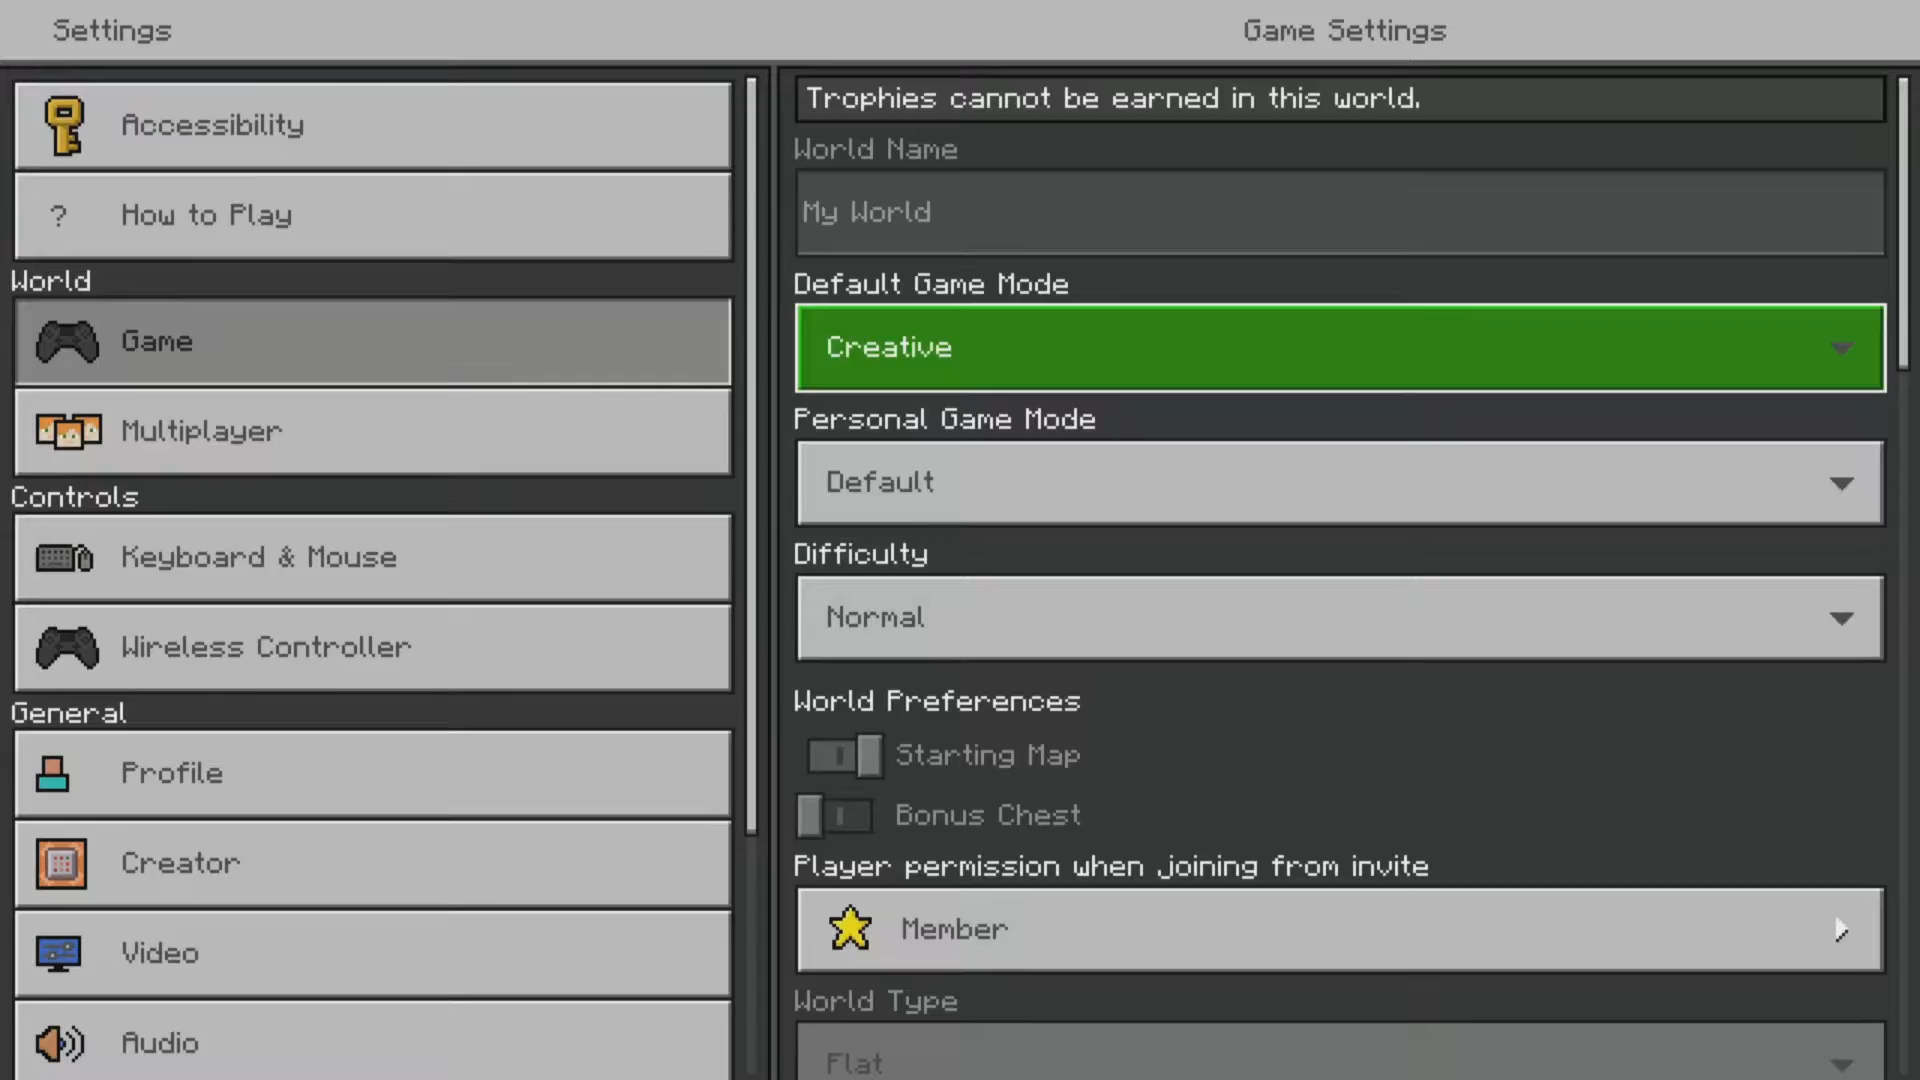 Settings
Game Settings
Accessibility
? How to Play
World
Game
Multiplayer
Controls
Keyboard & Mouse
Wireless Controller
General
Profile
Creator
Video
Audio
Trophies cannot be earned in this world.
World Name
My World
Default Game Mode
Creative
Personal Game Mode
Default
Difficulty
Normal
World Preferences
Starting Map
Bonus Chest
Player permission when joining from invite
Member
World Type
Flat